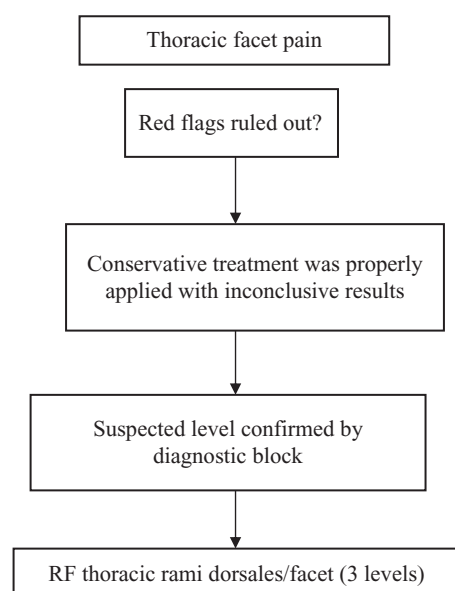 Thoracic facet pain
Red flags ruled out?
Conservative treatment was properly
applied with inconclusive results
Suspected level confirmed by
diagnostic block
RF thoracic rami dorsales/facet (3 levels)